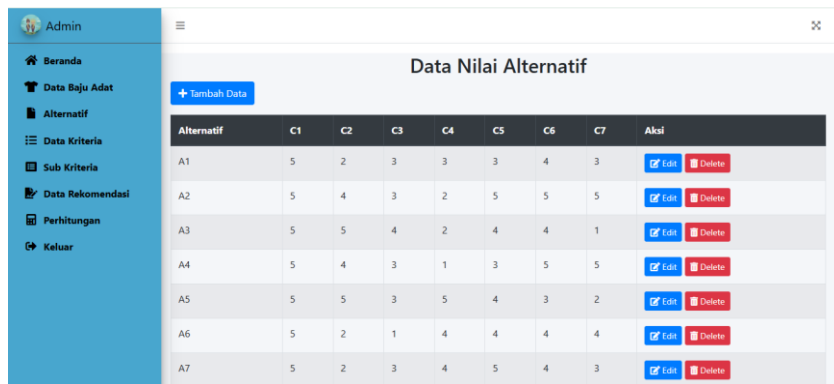 Admin
Beranda
Data Baju Adat
Alternatif
Data Kriteria
Sub Kriteria
Data Rekomendasi
Perhitungan
Keluar
Data Nilai Alternatif
Tambah Data
Alternatif C1 C2 C3 C4 C5 C6 C7 Aksi
A1 5 2 3 3 3 4 3 Edit Delete
A2 5 4 3 2 5 5 5 Edit Delete
A3 5 5 4 2 4 4 1 Edit Delete
A4 5 4 3 1 3 5 5 Edit Delete
A5 5 5 3 5 4 3 2 Edit Delete
A6 5 2 1 4 4 4 4 Edit Delete
A7 5 2 3 4 5 4 3 Edit Delete